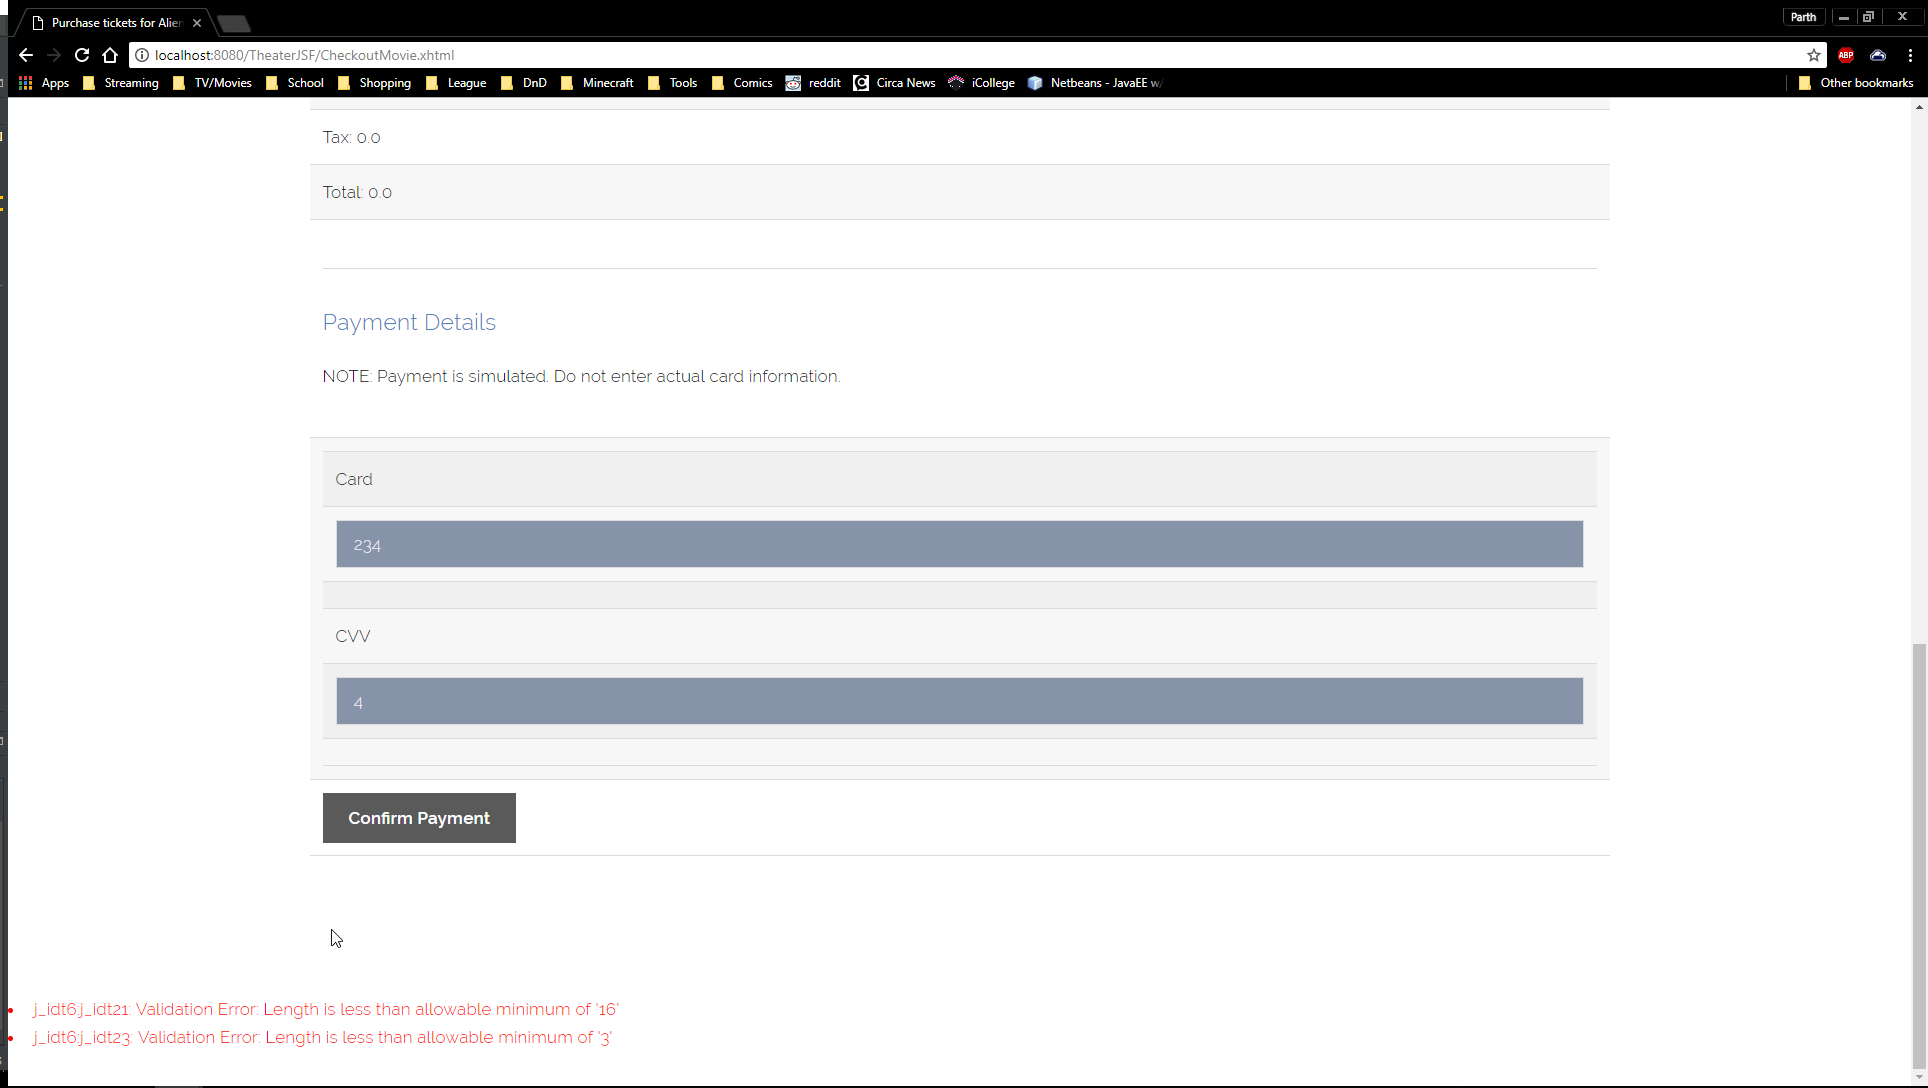 Purchase tickets for Alien
Parth
localhost:8080/TheaterJSF/CheckoutMovie.xhtml
ABP
Apps Streaming TV/Movies School Shopping League DnD Minecraft Tools Comics reddit Circa News iCollege Netbeans - JavaEE w/ Other bookmarks
Tax: 0.0
Total: 0.0
Payment Details
NOTE: Payment is simulated. Do not enter actual card information.
Card
234
CVV
4
Confirm Payment
j_idt6:j_idt21: Validation Error: Length is less than allowable minimum of '16'
j_idt6:j_idt23: Validation Error: Length is less than allowable minimum of '3'